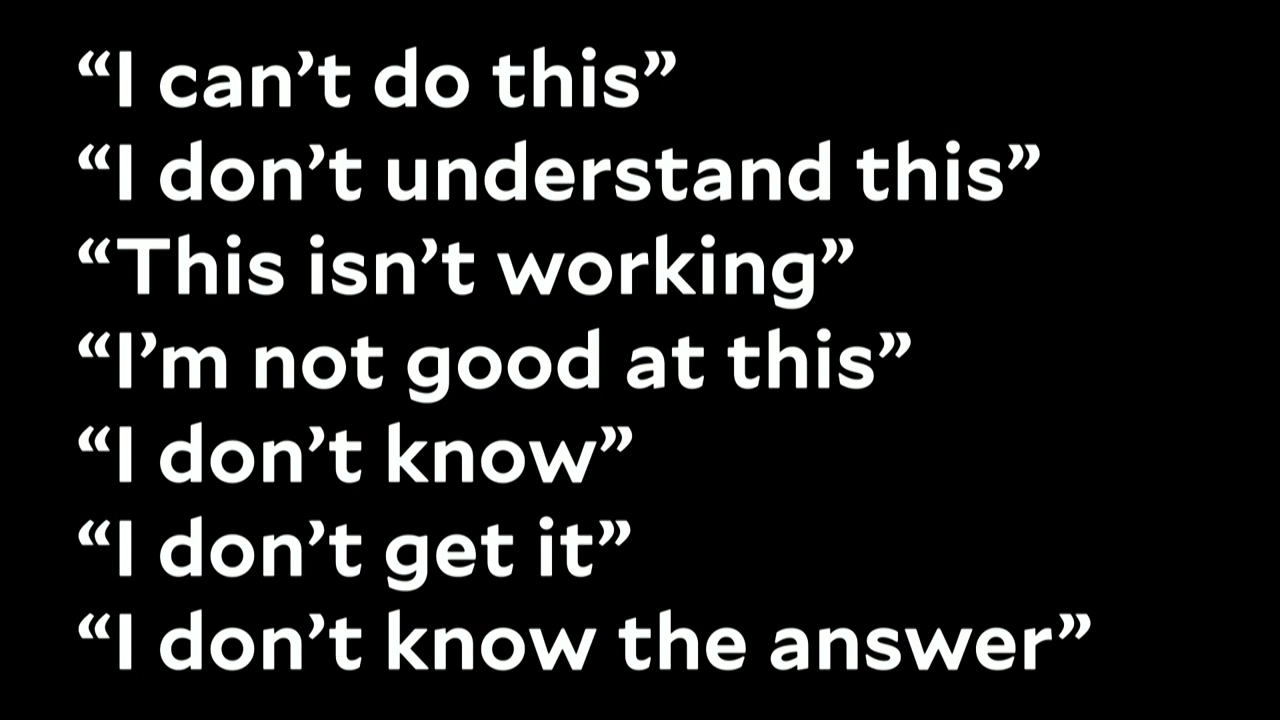 “I can’t do this”
“I don’t understand this”
“This isn’t working”
“I’m not good at this”
“I don’t know”
“I don’t get it”
“I don’t know the answer”